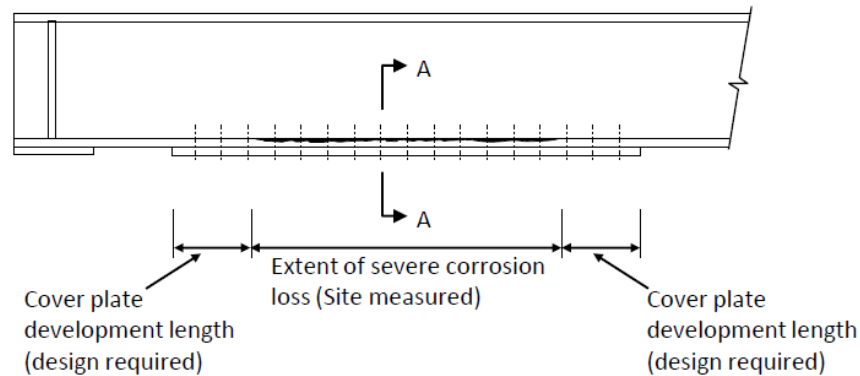 A
A
Extent of severe corrosion
loss (Site measured)
Cover plate
development length
(design required)
Cover plate
development length
(design required)